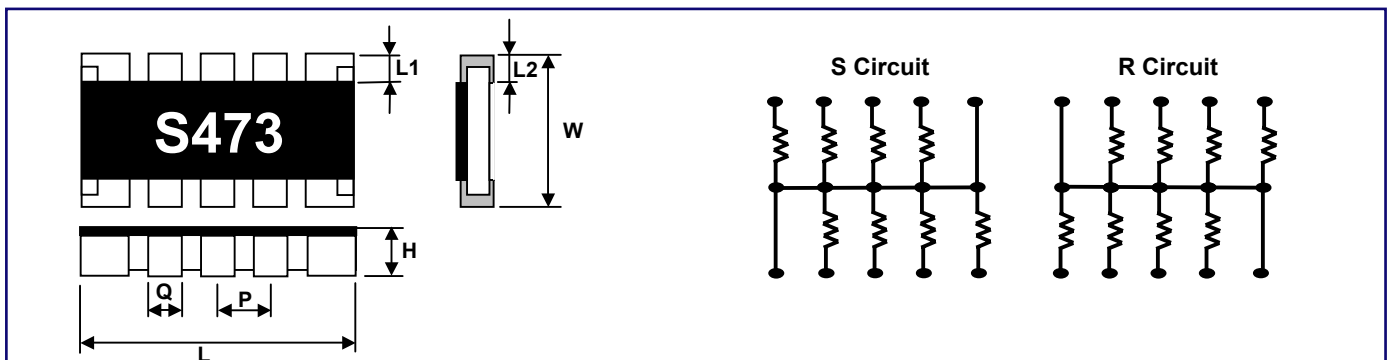 L1
L2
S473
W
H
Q
P
L
S Circuit
R Circuit